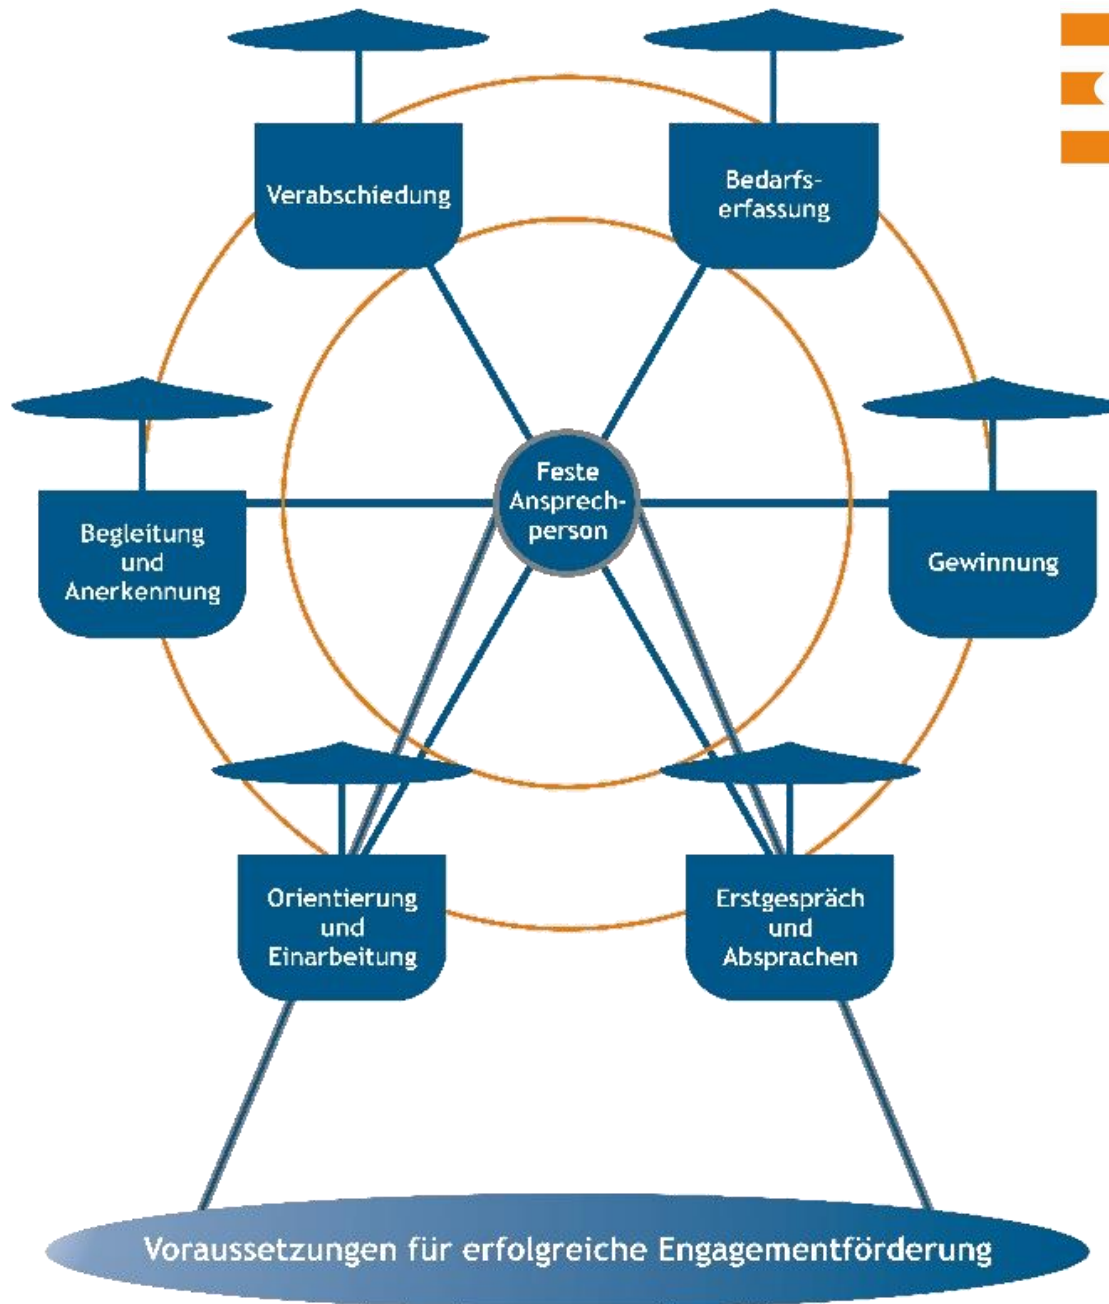 Verabschiedung
Bedarfs-
erfassung
Feste
Ansprech-
person
Begleitung
und
Anerkennung
Gewinnung
Orientierung
und
Einarbeitung
Erstgespräch
und
Absprachen
Voraussetzungen für erfolgreiche Engagementförderung